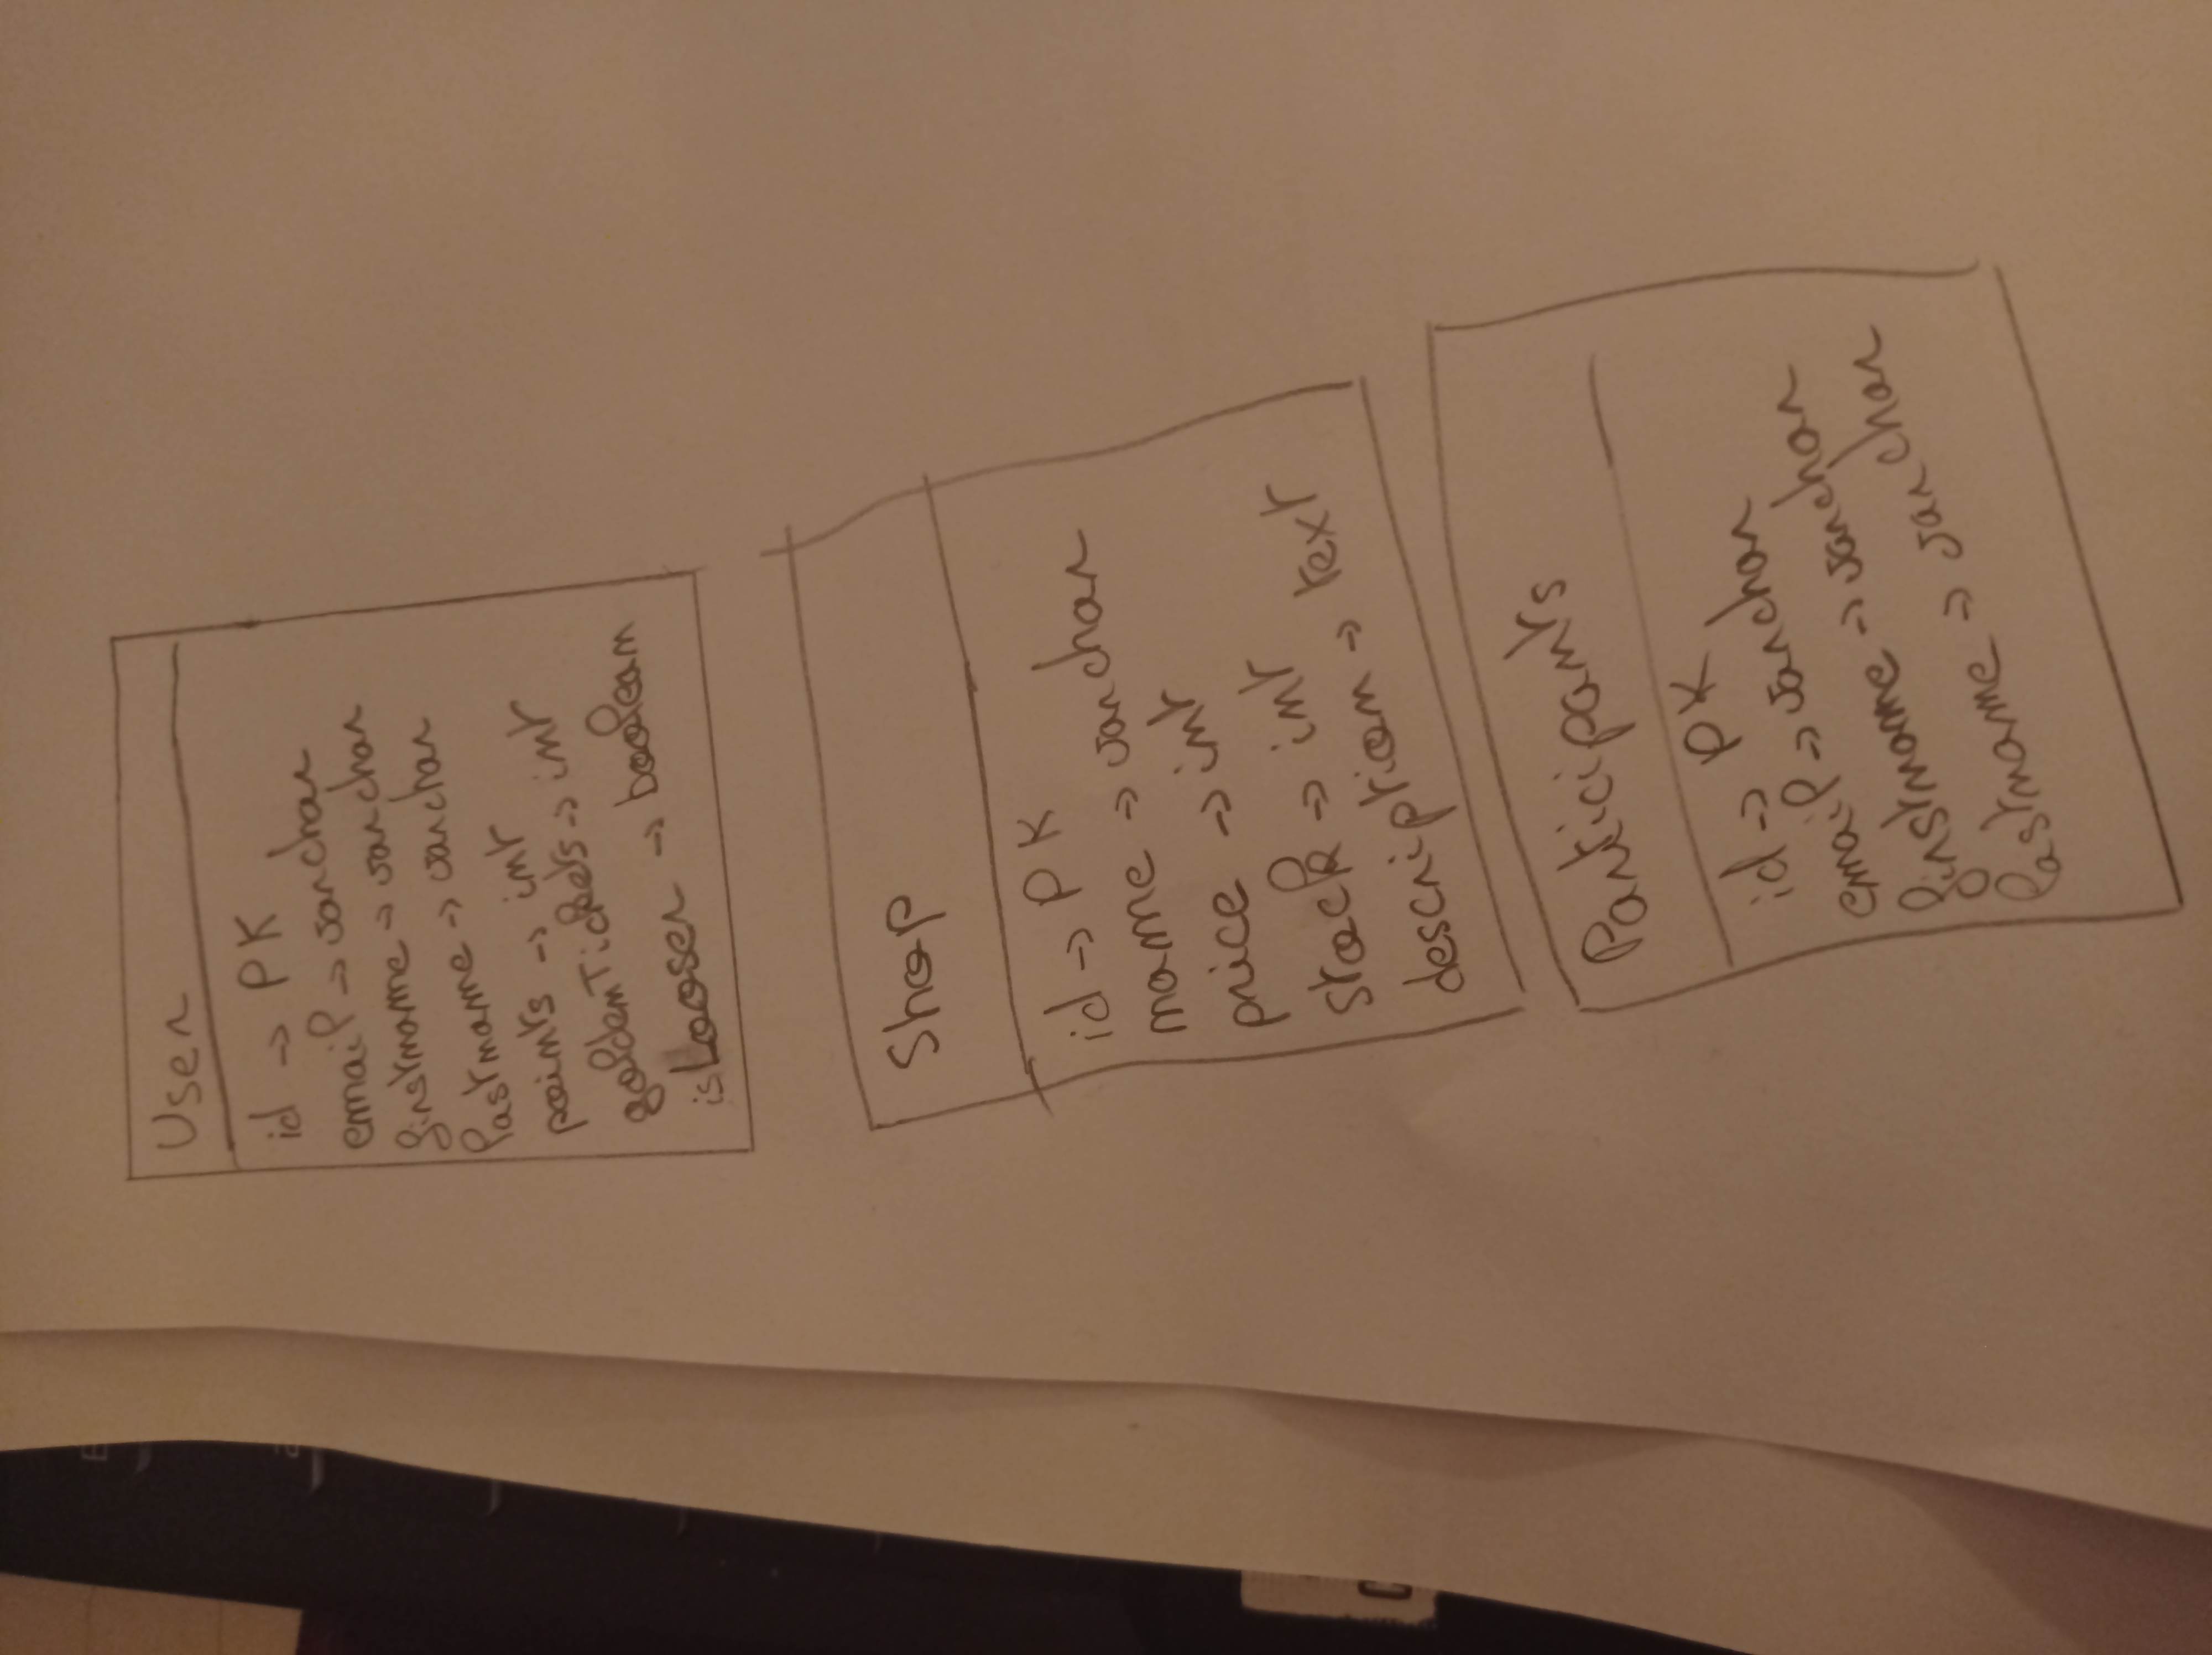 User
id -> PK
email -> varchar
firstname -> varchar
lastname -> varchar
points -> int
goldenTickets -> int
isLooser -> boolean
Shop
id -> PK
name -> varchar
price -> int
stock -> int
description -> text
Participants
id -> PK
email -> varchar
firstname -> varchar
lastname -> varchar